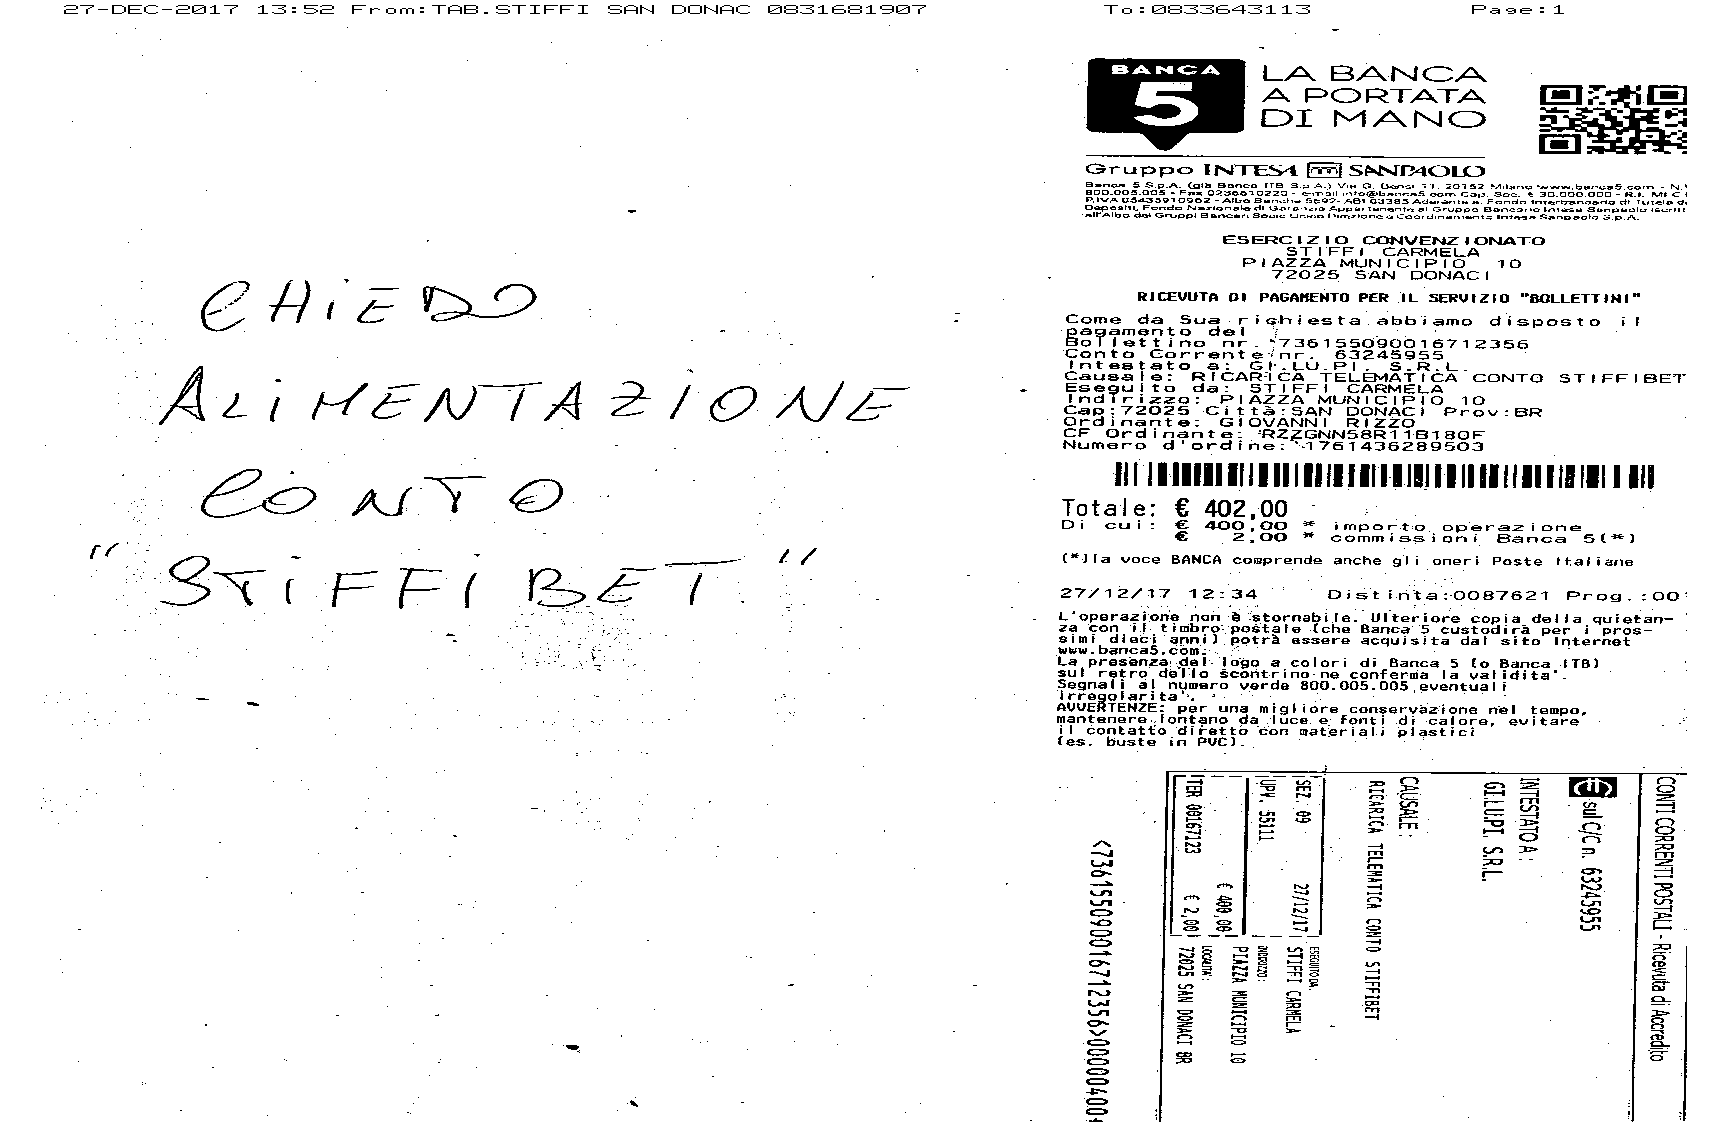 27-DEC-2017 13:52 From:TAB.STIFFI SAN DONAC 0831681907 To:0833643113 Page:1
CHIEDO
ALIMENTAZIONE
CONTO
"STIFFIBET"
BANCA
5
LA BANCA
A PORTATA
DI MANO
Gruppo INTESA SANPAOLO
Banca 5 S.p.A. (già Banca ITB S.p.A.) Via 11, 20152 Milano www.banca5.com - N.
800.005.005 - Fax 0236610220 - e-mail info@banca5.com Cap. Soc. € 30.000.000 - R.I. MI C
P.IVA 05435910962 - Albo Banche 5692- ABI 03385 Aderente a: Fondo Interbancario di Tutela d
Depositi, Fondo Nazionale di Garanzia Appartenente al Gruppo Bancario Intesa Sanpaolo iscrit
all'Albo dei Gruppi Bancari Socio Unico Direzione e Coordinamento Intesa Sanpaolo S.p.A.
ESERCIZIO CONVENZIONATO
STIFFI CARMELA
PIAZZA MUNICIPIO 10
72025 SAN DONACI
RICEVUTA DI PAGAMENTO PER IL SERVIZIO "BOLLETTINI"
Come da Sua richiesta abbiamo disposto il
pagamento del
Bollettino nr. 736155090016712356
Conto Corrente nr. 63245955
Intestato a: GI.LU.PI. S.R.L.
Causale: RICARICA TELEMATICA CONTO STIFFIBET
Eseguito da: STIFFI CARMELA
Indirizzo: PIAZZA MUNICIPIO 10
Cap:72025 Città:SAN DONACI Prov:BR
Ordinante: GIOVANNI RIZZO
CF Ordinante: RZZGNN58R11B180F
Numero d'ordine: 1761436289503
Totale: € 402,00
Di cui: € 400,00 * importo operazione
€ 2,00 * commissioni Banca 5(*)
(*)la voce BANCA comprende anche gli oneri Poste Italiane
27/12/17 12:34 Distinta:0087621 Prog.:00
L'operazione non è stornabile. Ulteriore copia della quietan-
za con il timbro postale (che Banca 5 custodirà per i pros-
simi dieci anni) potrà essere acquisita dal sito Internet
www.banca5.com.
La presenza del logo a colori di Banca 5 (o Banca ITB)
sul retro dello scontrino ne conferma la validita'.
Segnali al numero verde 800.005.005 eventuali
irregolarita'.
AVVERTENZE: per una migliore conservazione nel tempo,
mantenere lontano da luce e fonti di calore, evitare
il contatto diretto con materiali plastici
(es. buste in PVC).
CONTI CORRENTI POSTALI - Ricevuta di Accredito
sul C/C n. 63245955
INTESTATO A:
GI.LU.PI. S.R.L.
CAUSALE:
RICARICA TELEMATICA CONTO STIFFIBET
SEZ. 09 27/12/17
UPV. 55111
€ 400,00
TER 00167123 € 2,00
ESEGUITO DA:
STIFFI CARMELA
INDIRIZZO:
PIAZZA MUNICIPIO 10
LOCALITA':
72025 SAN DONACI BR
<736155090016712356>00000400